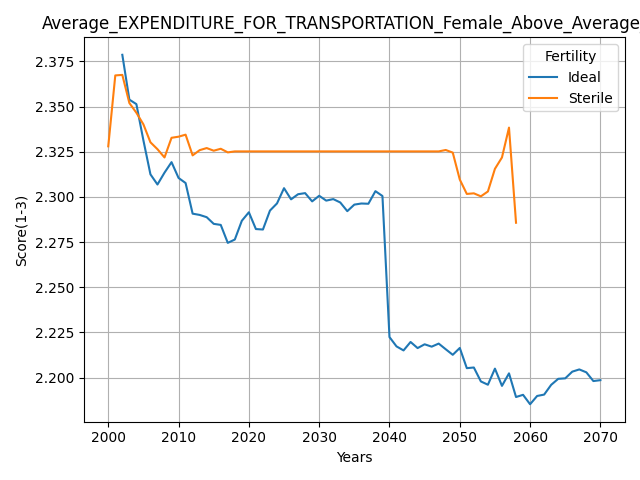 Average_EXPENDITURE_FOR_TRANSPORTATION_Female_Above_Average
Fertility
Ideal
Sterile
Score(1-3)
2.375
2.350
2.325
2.300
2.275
2.250
2.225
2.200
2000 2010 2020 2030 2040 2050 2060 2070
Years